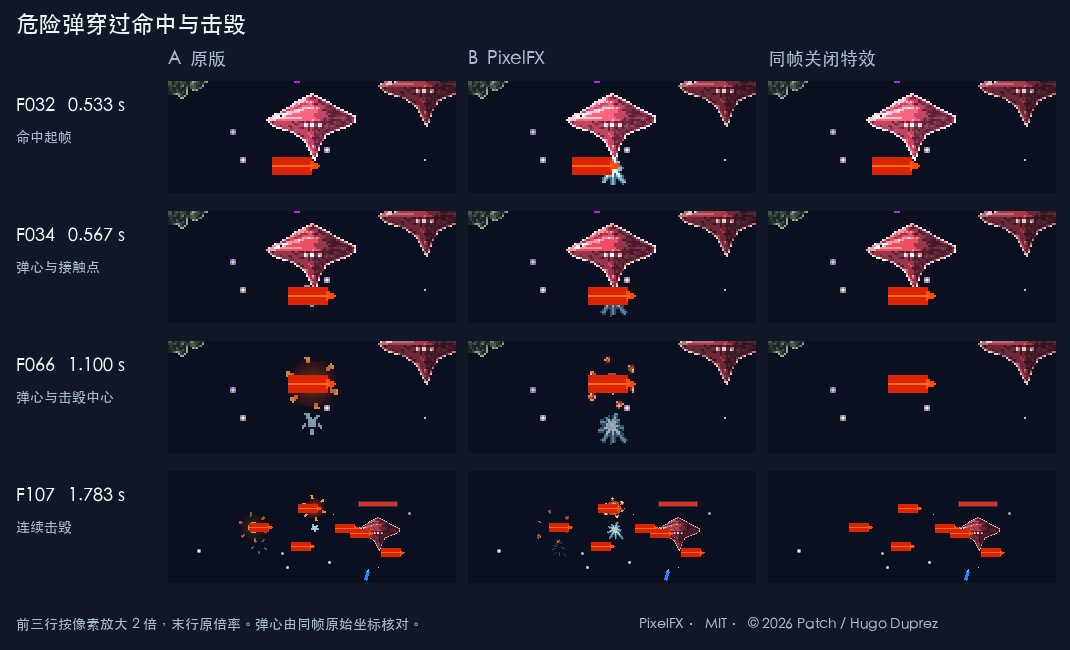 危险弹穿过命中与击毁
A 原版
B PixelFX
同帧关闭特效
F032 0.533 s
命中起帧
F034 0.567 s
弹心与接触点
F066 1.100 s
弹心与击毁中心
F107 1.783 s
连续击毁
前三行按像素放大 2 倍，末行原倍率。弹心由同帧原始坐标核对。
PixelFX · MIT · © 2026 Patch / Hugo Duprez